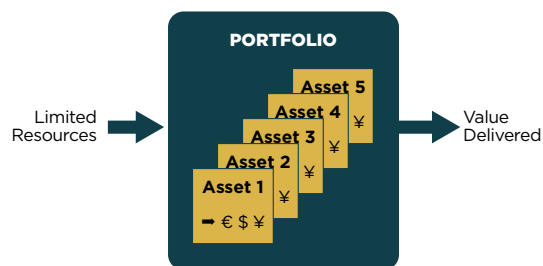 PORTFOLIO
Limited
Resources
Asset 5
¥
Asset 4
¥
Asset 3
¥
Asset 2
¥
Asset 1
➡ € $ ¥
Value
Delivered